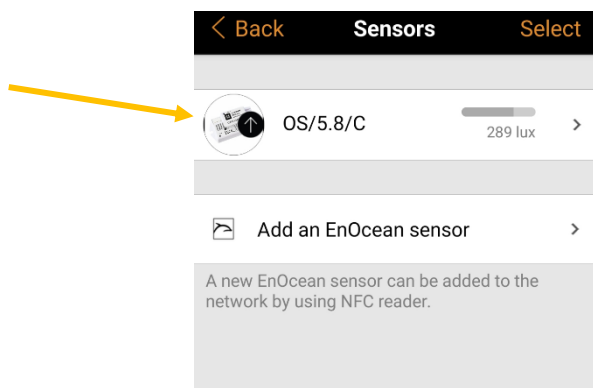 Back Sensors Select
OS/5.8/C
289 lux
Add an EnOcean sensor
A new EnOcean sensor can be added to the
network by using NFC reader.